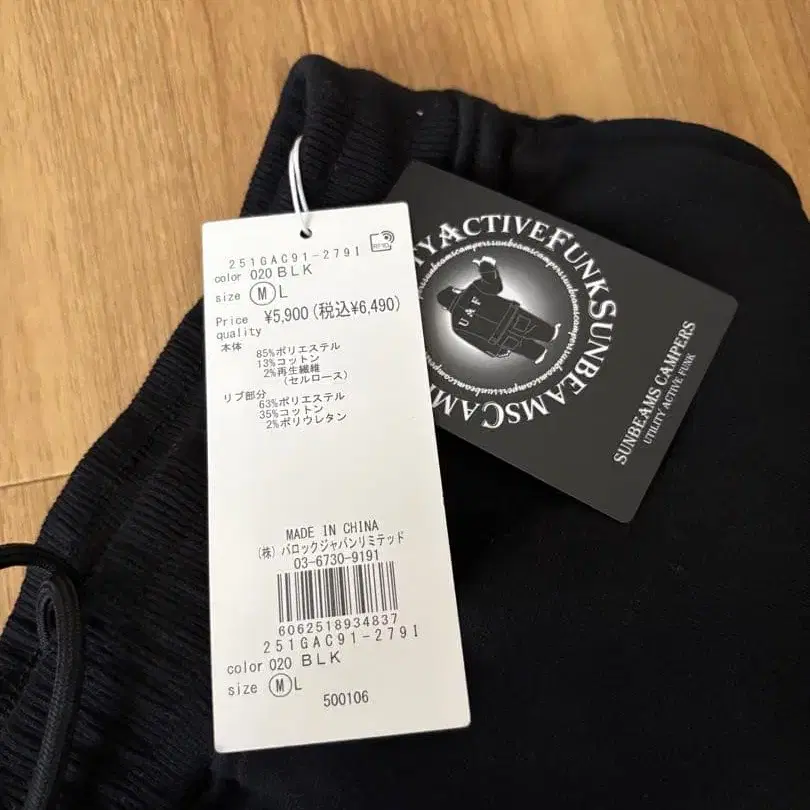 251GAC91-2791
RFID
color 020 BLK
size M L
Price ¥5,900(税込¥6,490)
quality
本体
85%ポリエステル
13%コットン
2%再生繊維
(セルロース)
リブ部分
63%ポリエステル
35%コットン
2%ポリウレタン
MADE IN CHINA
(株)バロックジャパンリミテッド
03-6730-9191
6062518934837
251GAC91-2791
color 020 BLK
size M L
500106
TYACTIVEFUNKSUNBEAMSCAM
UAF
SUNBEAMS CAMPERS
UTILITY ACTIVE FUNK